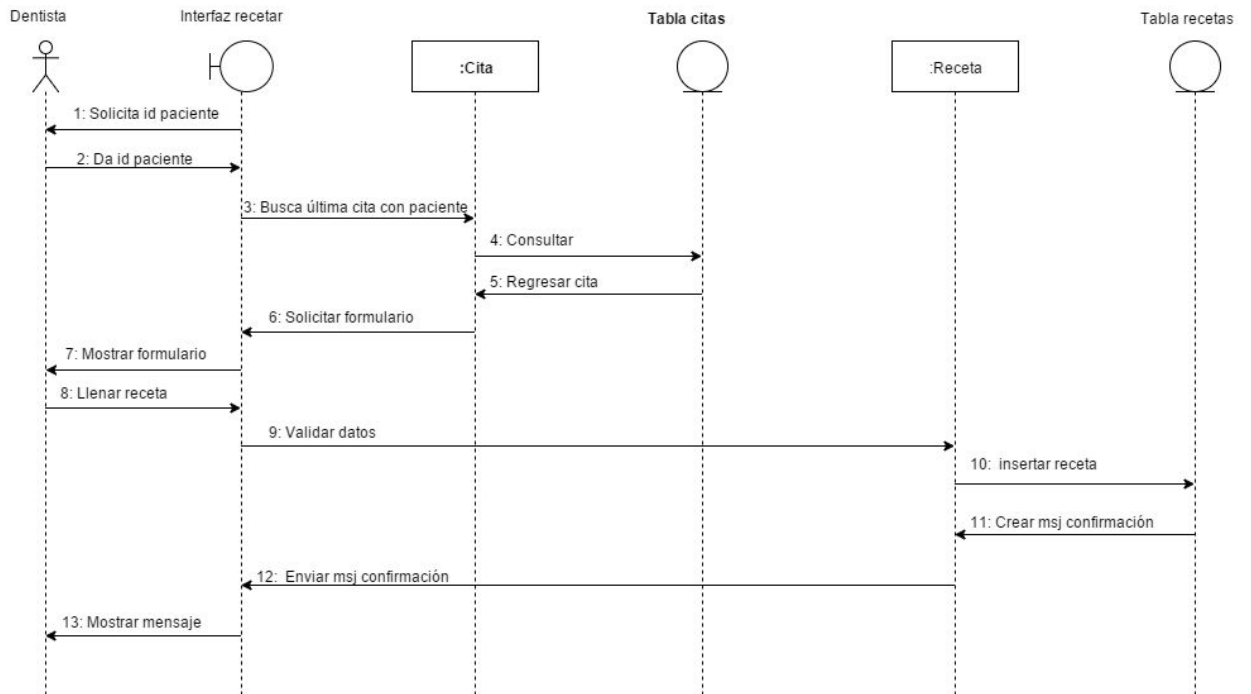 Dentista
Interfaz recetar
Tabla citas
Tabla recetas
:Cita
:Receta
1: Solicita id paciente
2: Da id paciente
3: Busca última cita con paciente
4: Consultar
5: Regresar cita
6: Solicitar formulario
7: Mostrar formulario
8: Llenar receta
9: Validar datos
10: insertar receta
11: Crear msj confirmación
12: Enviar msj confirmación
13: Mostrar mensaje